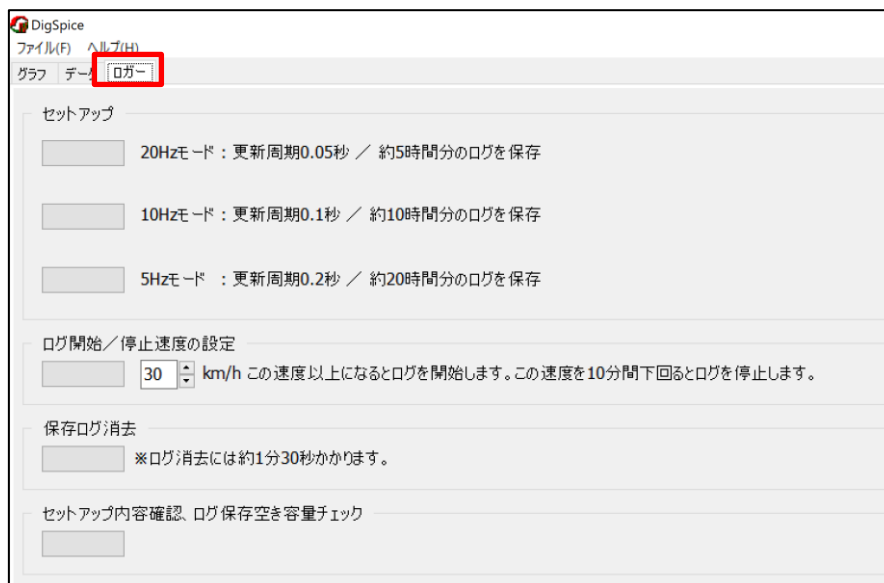 DigSpice
ファイル(F) ヘルプ(H)
グラフ データ ロガー
セットアップ
20Hzモード：更新周期0.05秒 ／ 約5時間分のログを保存
10Hzモード：更新周期0.1秒 ／ 約10時間分のログを保存
5Hzモード ：更新周期0.2秒 ／ 約20時間分のログを保存
ログ開始／停止速度の設定
30 km/h この速度以上になるとログを開始します。この速度を10分間下回るとログを停止します。
保存ログ消去
※ログ消去には約1分30秒かかります。
セットアップ内容確認、ログ保存空き容量チェック